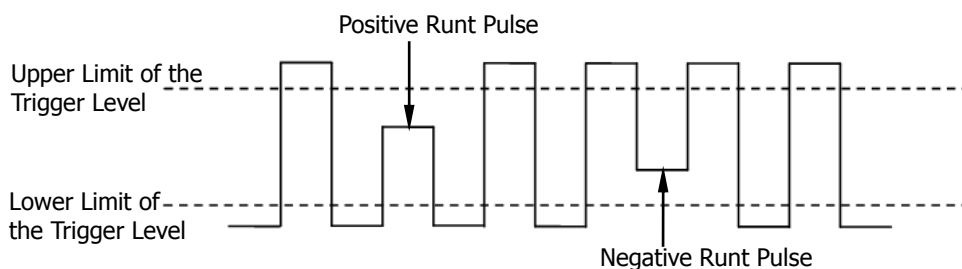 Positive Runt Pulse
Upper Limit of the
Trigger Level
Lower Limit of
the Trigger Level
Negative Runt Pulse